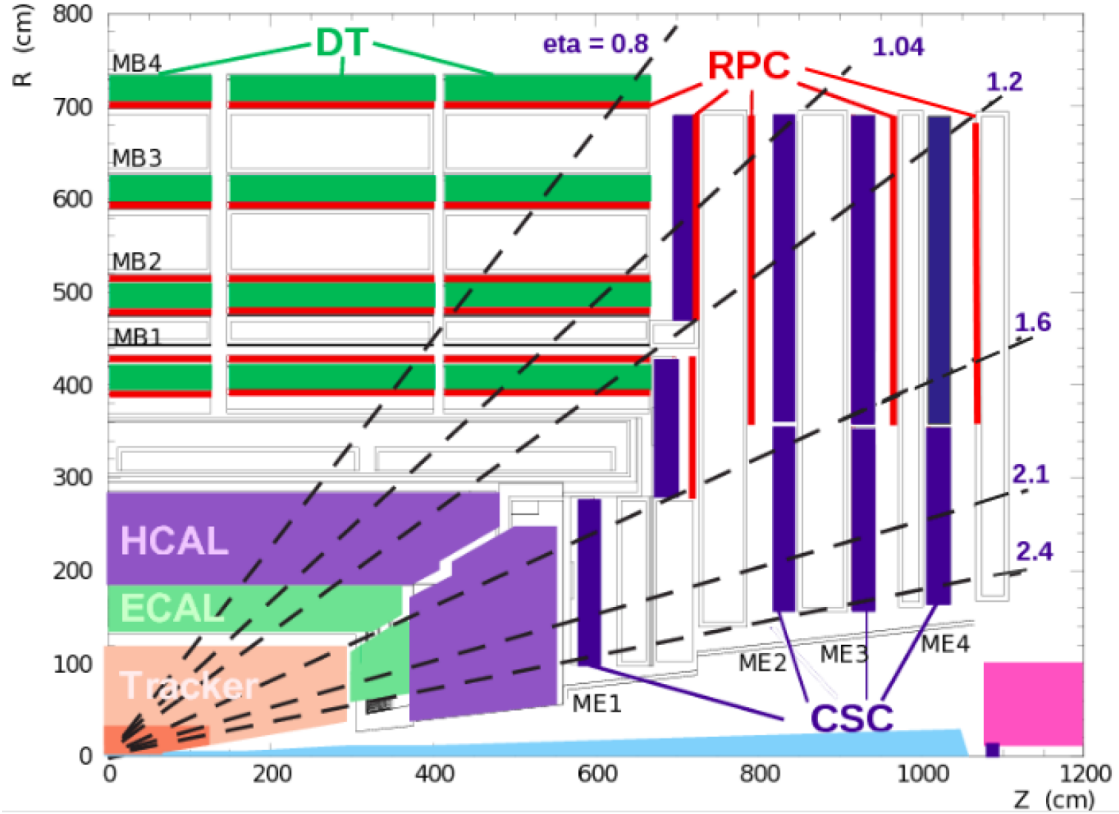 R (cm)
800
700
600
500
400
300
200
100
0
DT
eta = 0.8
1.04
RPC
1.2
MB4
MB3
MB2
MB1
1.6
2.1
2.4
HCAL
ECAL
Tracker
ME1
ME2
ME3
ME4
CSC
0
200
400
600
800
1000
1200
Z (cm)